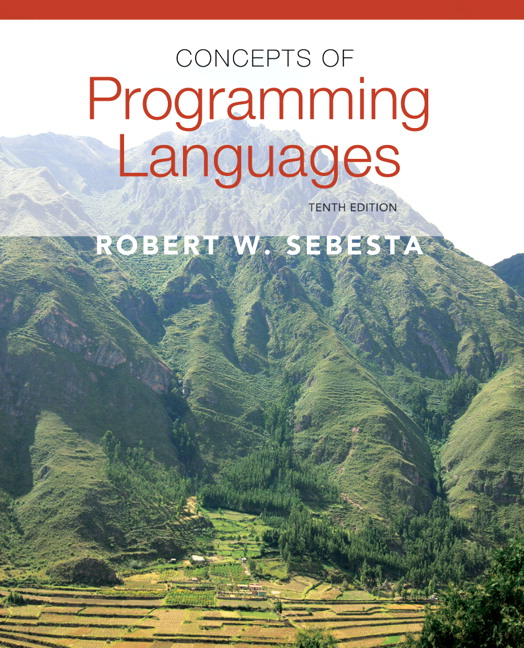 CONCEPTS OF
Programming
Languages
TENTH EDITION
ROBERT W. SEBESTA